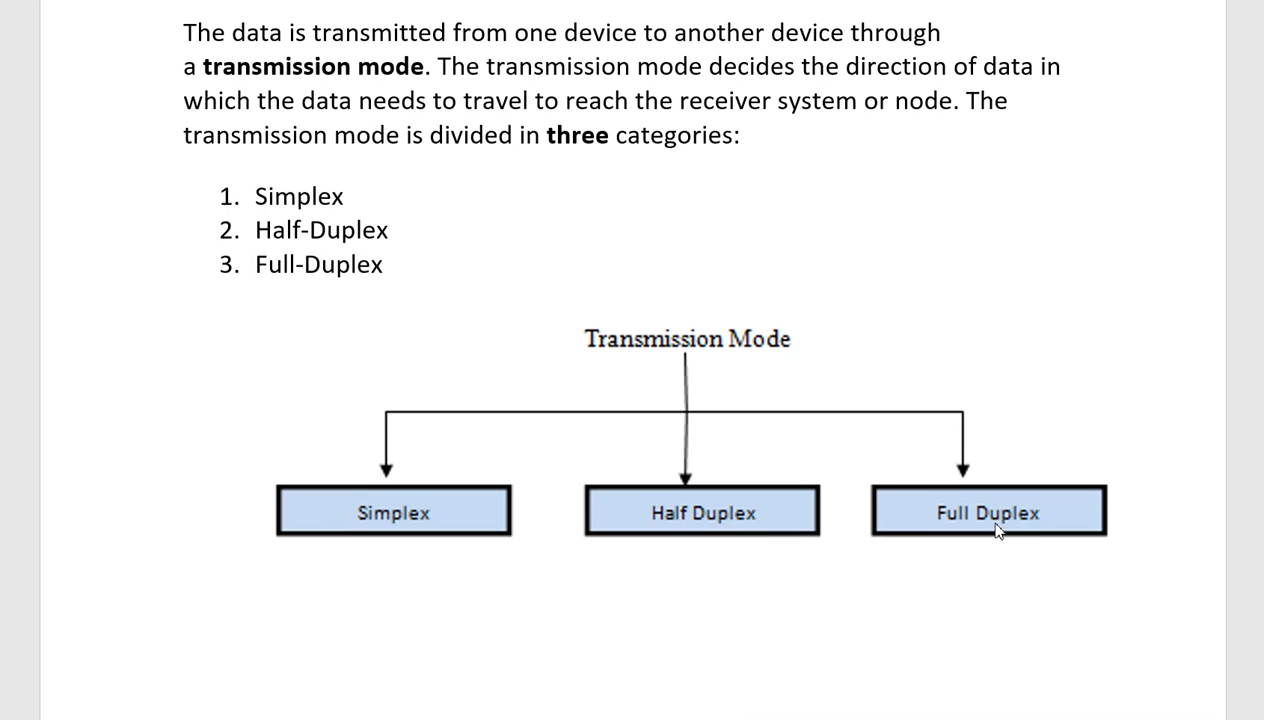 The data is transmitted from one device to another device through
a transmission mode. The transmission mode decides the direction of data in
which the data needs to travel to reach the receiver system or node. The
transmission mode is divided in three categories:
1. Simplex
2. Half-Duplex
3. Full-Duplex
Transmission Mode
Simplex
Half Duplex
Full Duplex